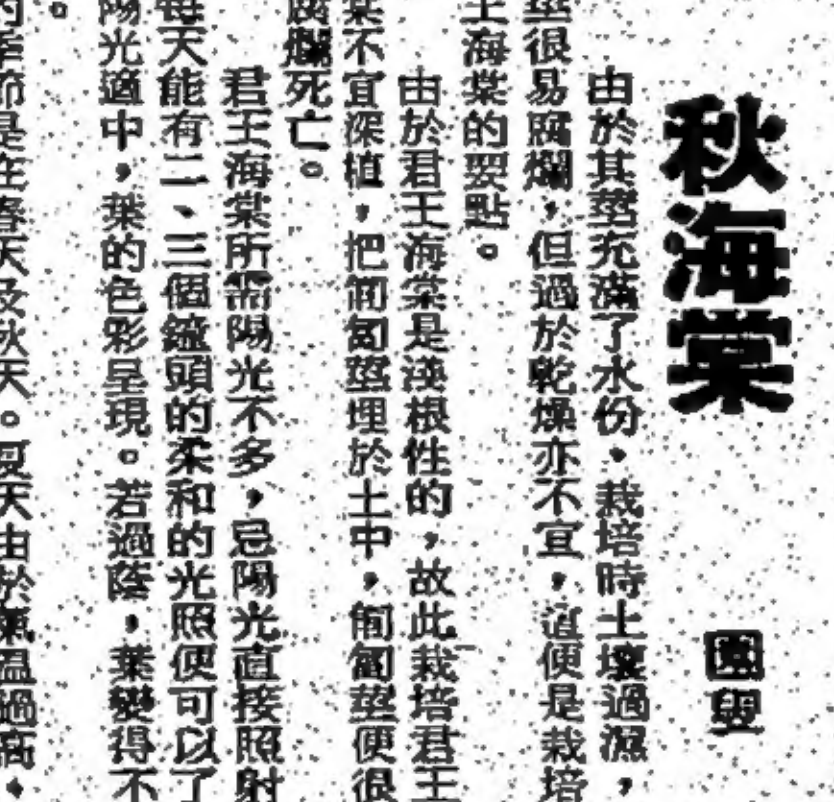 秋海棠
園叟
由於其莖充滿了水份，栽培時土壤過濕，
莖很易腐爛，但過於乾燥亦不宜，這便是栽培
王海棠的要點。
由於君王海棠是淺根性的，故此栽培君王
棠不宜深植，把匍匐莖埋於土中，匍匐莖便很
腐爛死亡。
君王海棠所需陽光不多，忌陽光直接照射
每天能有二、三個鐘頭的柔和的光照便可以了
陽光適中，葉的色彩呈現。若過蔭，葉變得不
。
的季節是在春天及秋天。夏天由於氣溫過高，